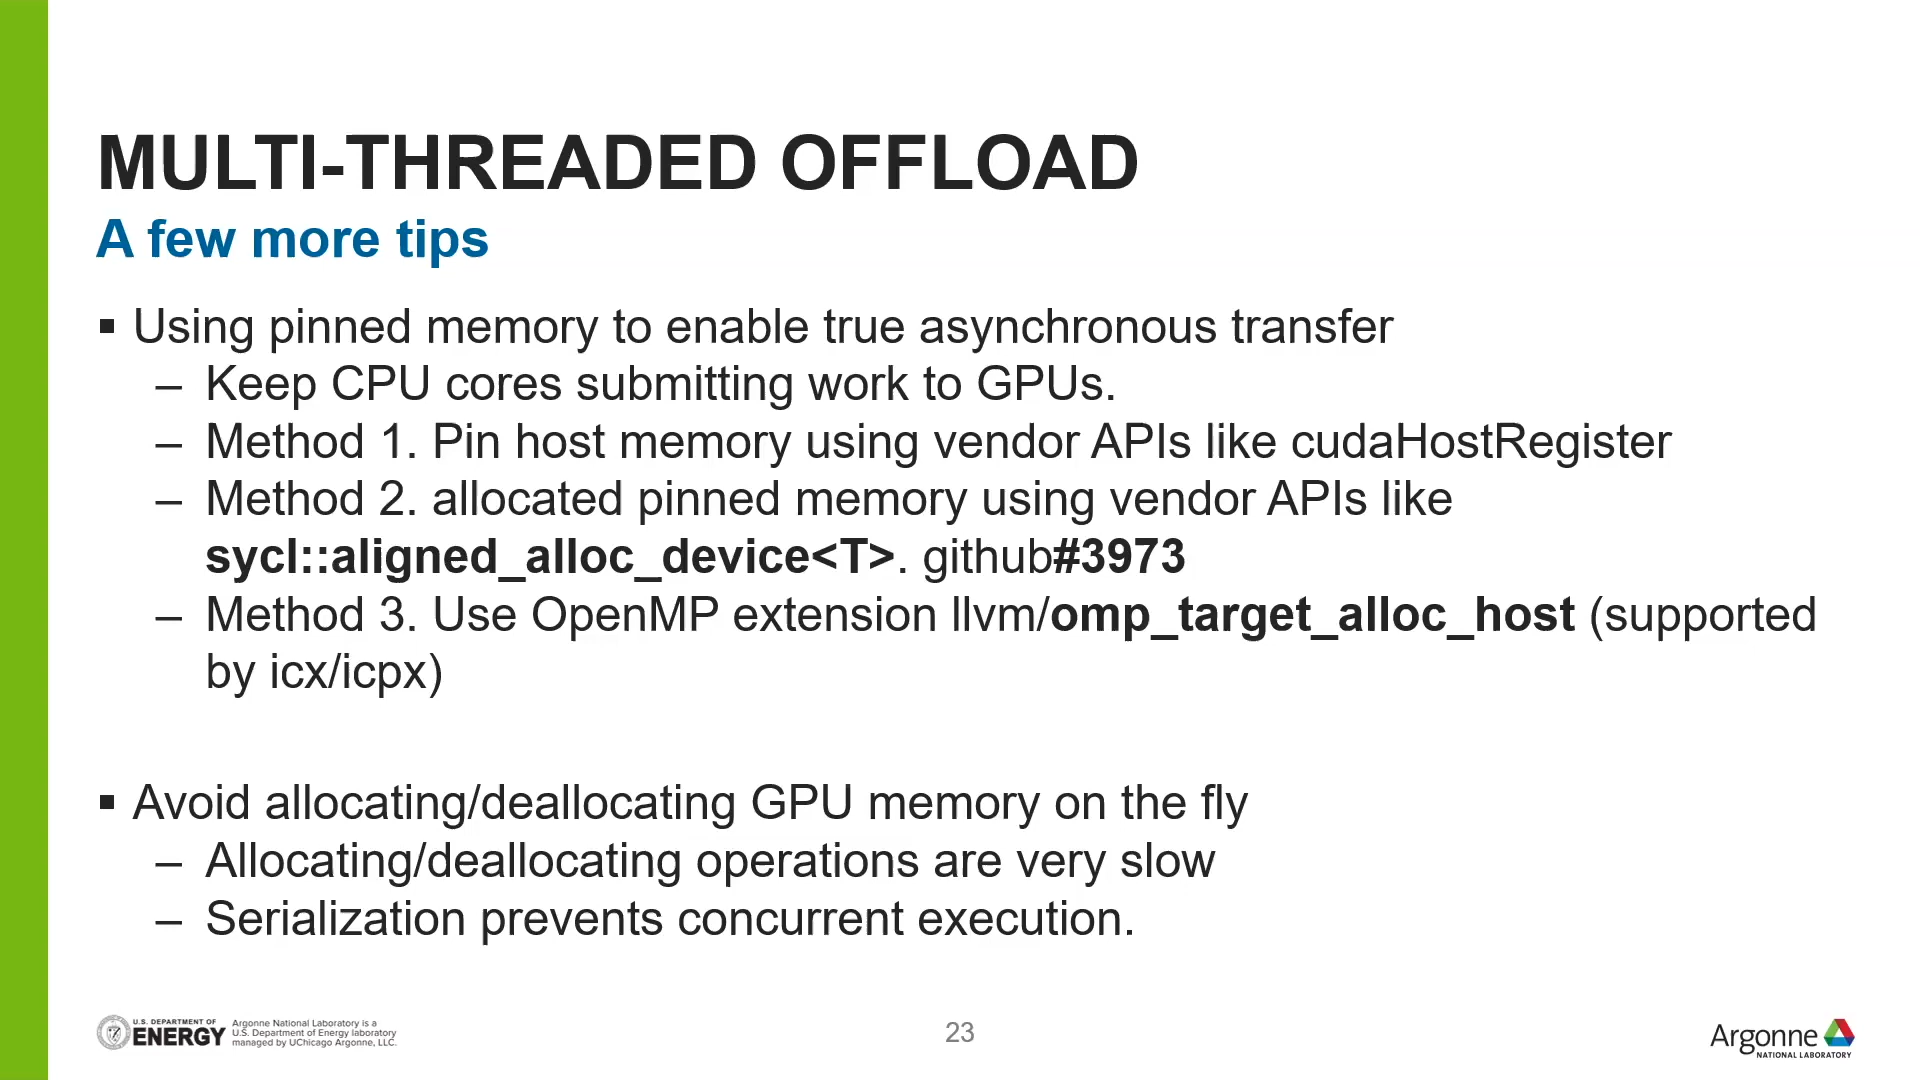 MULTI-THREADED OFFLOAD
A few more tips
▪ Using pinned memory to enable true asynchronous transfer
– Keep CPU cores submitting work to GPUs.
– Method 1. Pin host memory using vendor APIs like cudaHostRegister
– Method 2. allocated pinned memory using vendor APIs like
sycl::aligned_alloc_device<T>. github#3973
– Method 3. Use OpenMP extension llvm/omp_target_alloc_host (supported
by icx/icpx)
▪ Avoid allocating/deallocating GPU memory on the fly
– Allocating/deallocating operations are very slow
– Serialization prevents concurrent execution.
U.S. DEPARTMENT OF
ENERGY
Argonne National Laboratory is a
U.S. Department of Energy laboratory
managed by UChicago Argonne, LLC.
23
Argonne
NATIONAL LABORATORY